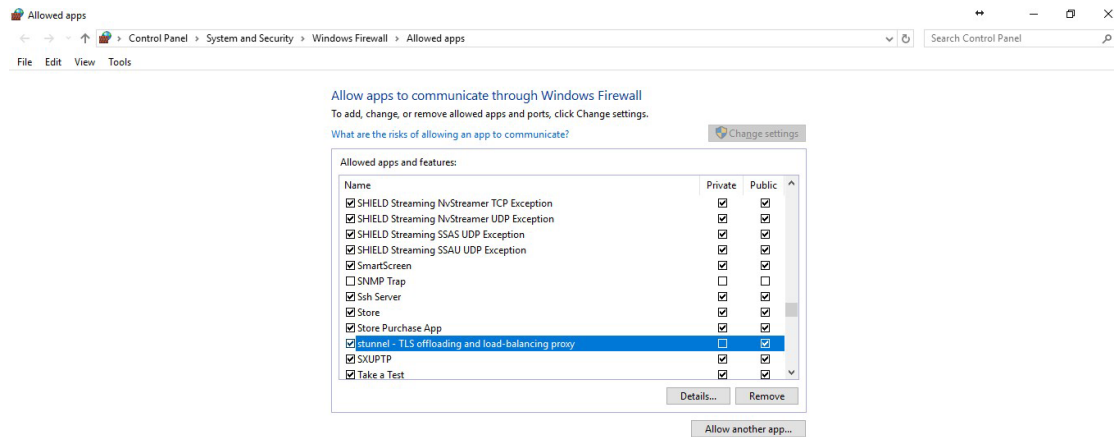 Allowed apps
Control Panel > System and Security > Windows Firewall > Allowed apps
Search Control Panel
File Edit View Tools
Allow apps to communicate through Windows Firewall
To add, change, or remove allowed apps and ports, click Change settings.
What are the risks of allowing an app to communicate?
Change settings
Allowed apps and features:
Name Private Public
SHIELD Streaming NvStreamer TCP Exception
SHIELD Streaming NvStreamer UDP Exception
SHIELD Streaming SSAS UDP Exception
SHIELD Streaming SSAU UDP Exception
SmartScreen
SNMP Trap
Ssh Server
Store
Store Purchase App
stunnel - TLS offloading and load-balancing proxy
SXUPTP
Take a Test
Details... Remove
Allow another app...